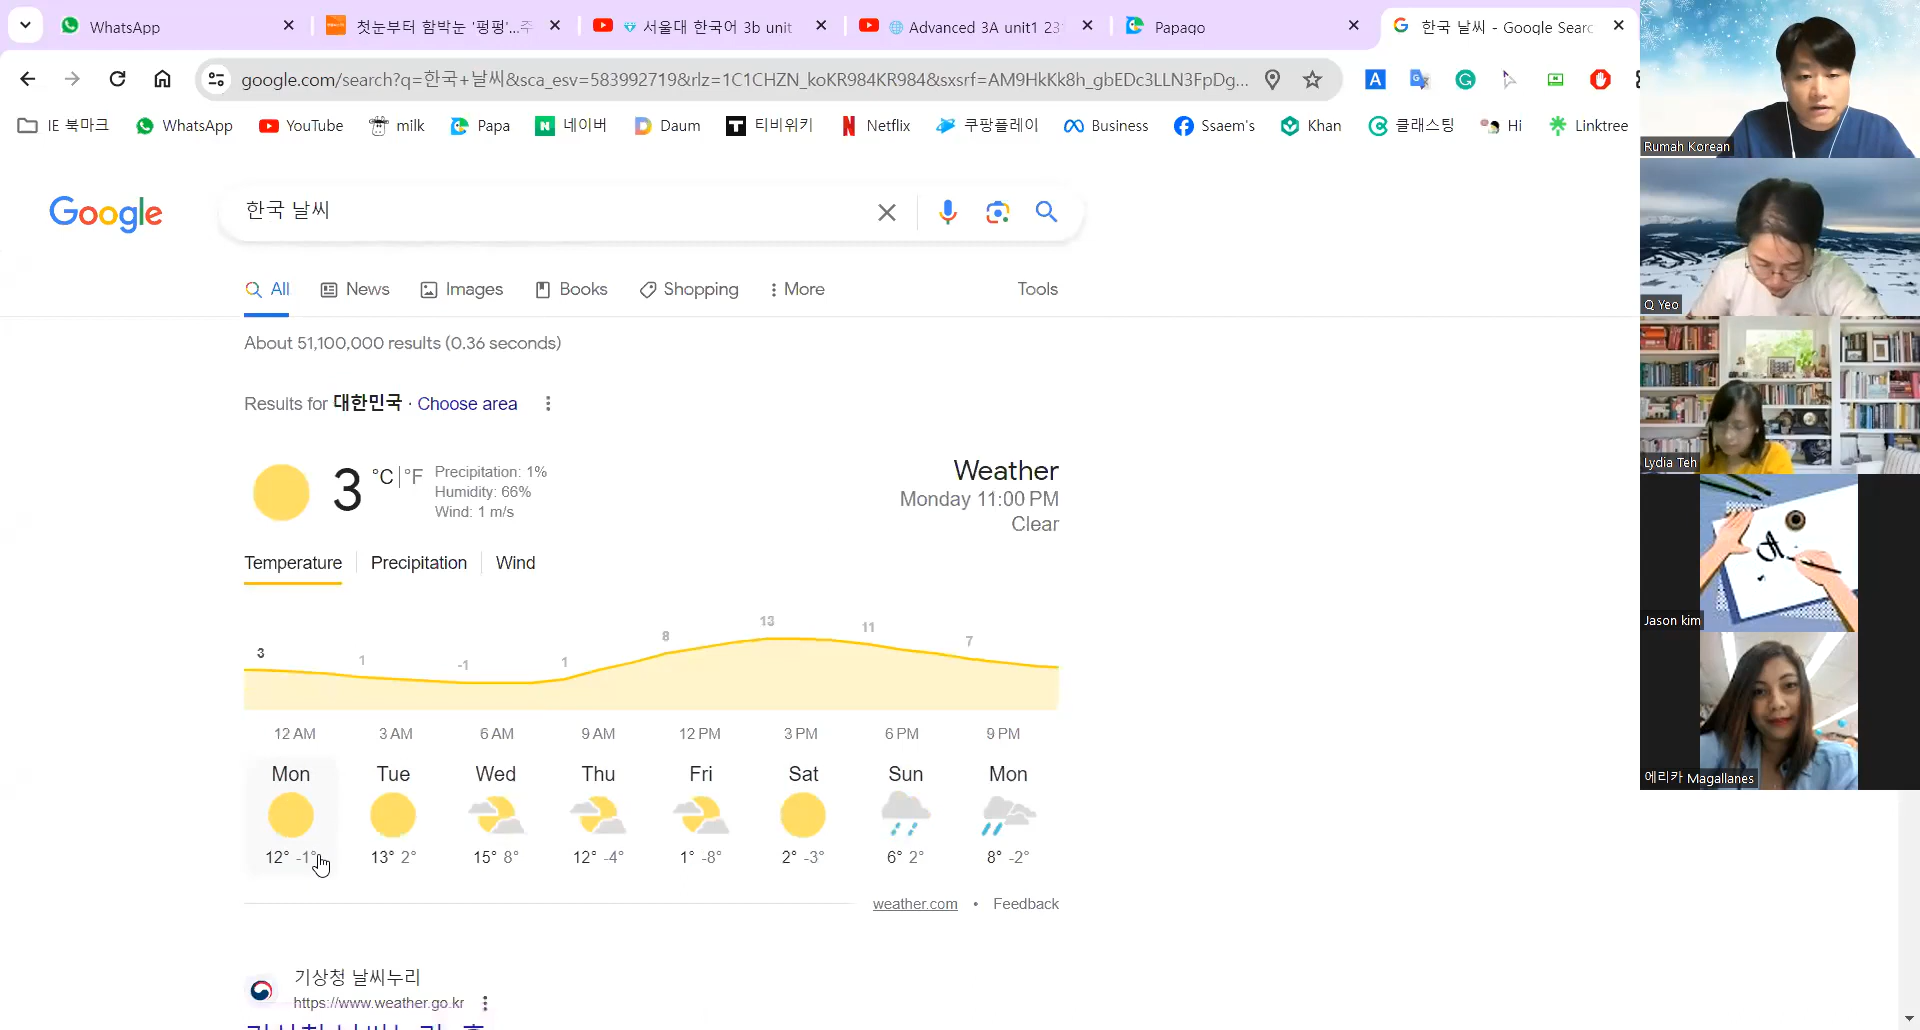 WhatsApp
첫눈부터 함박눈 '펑펑'...주
서울대 한국어 3b unit
Advanced 3A unit1 23
Papago
한국 날씨 - Google Searc
google.com/search?q=한국+날씨&sca_esv=583992719&rlz=1C1CHZN_koKR984KR984&sxsrf=AM9HkKk8h_gbEDc3LLN3FpDg...
IE 북마크
WhatsApp
YouTube
milk
Papa
네이버
Daum
티비위키
Netflix
쿠팡플레이
Business
Ssaem's
Khan
클래스팅
Hi
Linktree
Google
한국 날씨
All
News
Images
Books
Shopping
More
Tools
About 51,100,000 results (0.36 seconds)
Results for 대한민국 · Choose area
3 °C | °F
Precipitation: 1%
Humidity: 66%
Wind: 1 m/s
Weather
Monday 11:00 PM
Clear
Temperature
Precipitation
Wind
3 1 -1 1 8 13 11 7
12 AM 3 AM 6 AM 9 AM 12 PM 3 PM 6 PM 9 PM
Mon Tue Wed Thu Fri Sat Sun Mon
12° -1° 13° 2° 15° 8° 12° -4° 1° -8° 2° -3° 6° 2° 8° -2°
weather.com • Feedback
기상청 날씨누리
https://www.weather.go.kr
Rumah Korean
Q Yeo
Lydia Teh
Jason kim
에리카 Magallanes